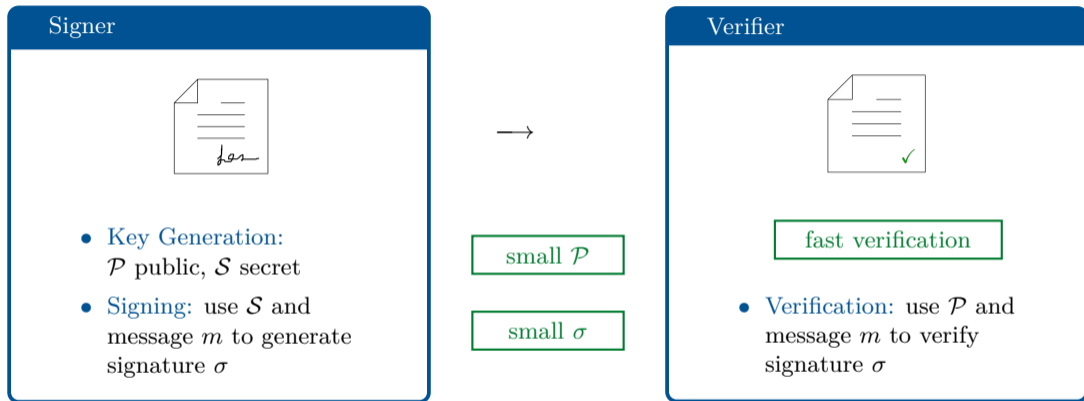 Signer
• Key Generation:
𝒫 public, 𝒮 secret
• Signing: use 𝒮 and
message m to generate
signature σ
→
small 𝒫
small σ
Verifier
✓
fast verification
• Verification: use 𝒫 and
message m to verify
signature σ